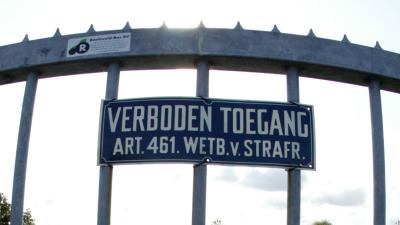 R
VERBODEN TOEGANG
ART. 461. WETB. v. STRAFR.